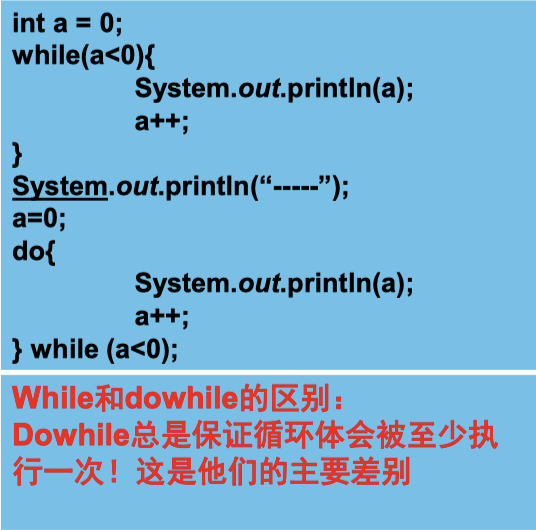 int a = 0;
while(a<0){
System.out.println(a);
a++;
}
System.out.println(“-----”);
a=0;
do{
System.out.println(a);
a++;
} while (a<0);
While和dowhile的区别：
Dowhile总是保证循环体会被至少执
行一次！这是他们的主要差别